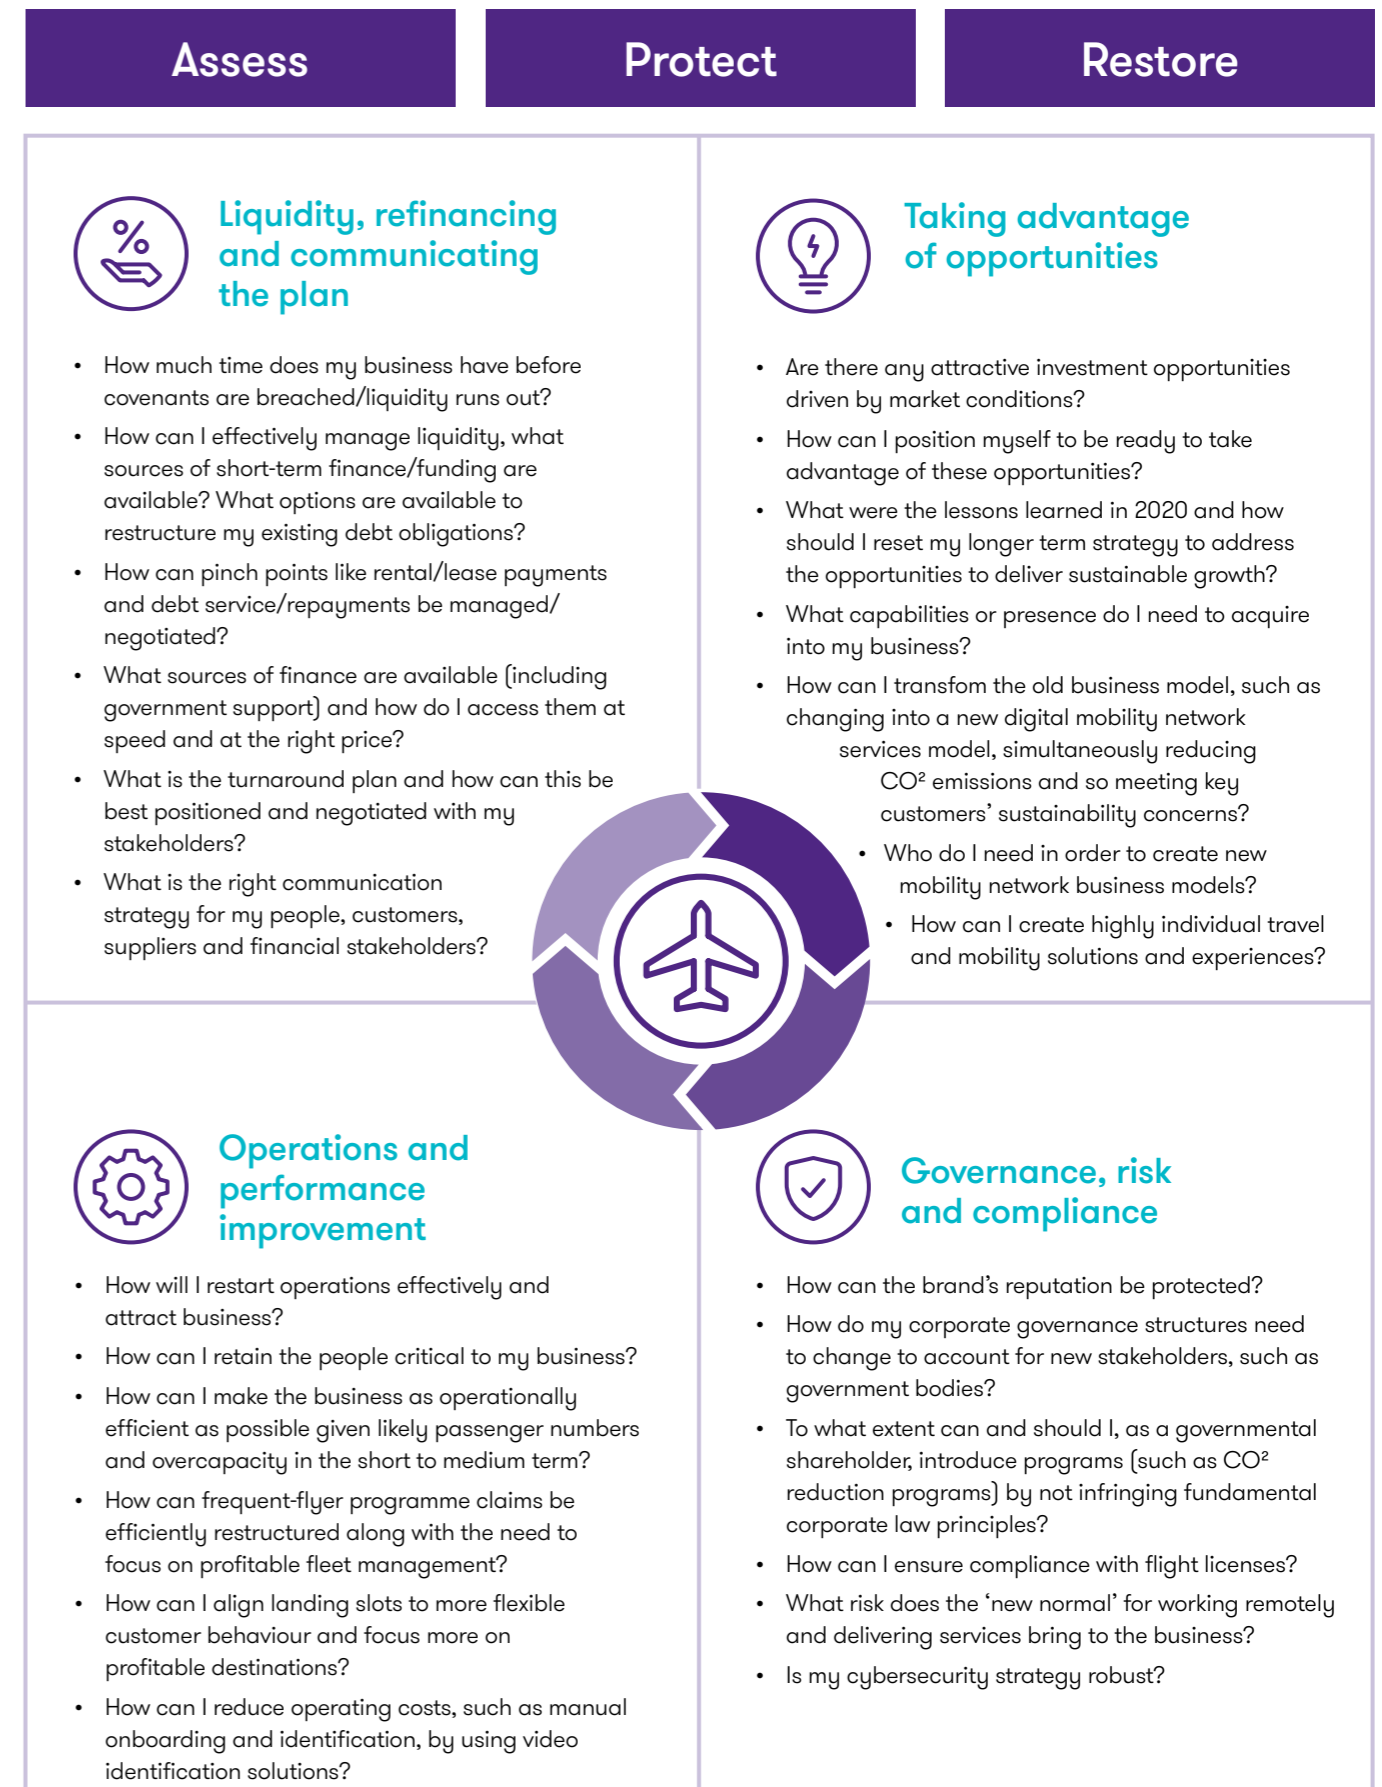 Assess
Protect
Restore
Liquidity, refinancing
and communicating
the plan
• How much time does my business have before
covenants are breached/liquidity runs out?
• How can I effectively manage liquidity, what
sources of short-term finance/funding are
available? What options are available to
restructure my existing debt obligations?
• How can pinch points like rental/lease payments
and debt service/repayments be managed/
negotiated?
• What sources of finance are available (including
government support) and how do I access them at
speed and at the right price?
• What is the turnaround plan and how can this be
best positioned and negotiated with my
stakeholders?
• What is the right communication
strategy for my people, customers,
suppliers and financial stakeholders?
Taking advantage
of opportunities
• Are there any attractive investment opportunities
driven by market conditions?
• How can I position myself to be ready to take
advantage of these opportunities?
• What were the lessons learned in 2020 and how
should I reset my longer term strategy to address
the opportunities to deliver sustainable growth?
• What capabilities or presence do I need to acquire
into my business?
• How can I transfom the old business model, such as
changing into a new digital mobility network
services model, simultaneously reducing
CO² emissions and so meeting key
customers’ sustainability concerns?
• Who do I need in order to create new
mobility network business models?
• How can I create highly individual travel
and mobility solutions and experiences?
Operations and
performance
improvement
• How will I restart operations effectively and
attract business?
• How can I retain the people critical to my business?
• How can I make the business as operationally
efficient as possible given likely passenger numbers
and overcapacity in the short to medium term?
• How can frequent-flyer programme claims be
efficiently restructured along with the need to
focus on profitable fleet management?
• How can I align landing slots to more flexible
customer behaviour and focus more on
profitable destinations?
• How can I reduce operating costs, such as manual
onboarding and identification, by using video
identification solutions?
Governance, risk
and compliance
• How can the brand’s reputation be protected?
• How do my corporate governance structures need
to change to account for new stakeholders, such as
government bodies?
• To what extent can and should I, as a governmental
shareholder, introduce programs (such as CO²
reduction programs) by not infringing fundamental
corporate law principles?
• How can I ensure compliance with flight licenses?
• What risk does the ‘new normal’ for working remotely
and delivering services bring to the business?
• Is my cybersecurity strategy robust?